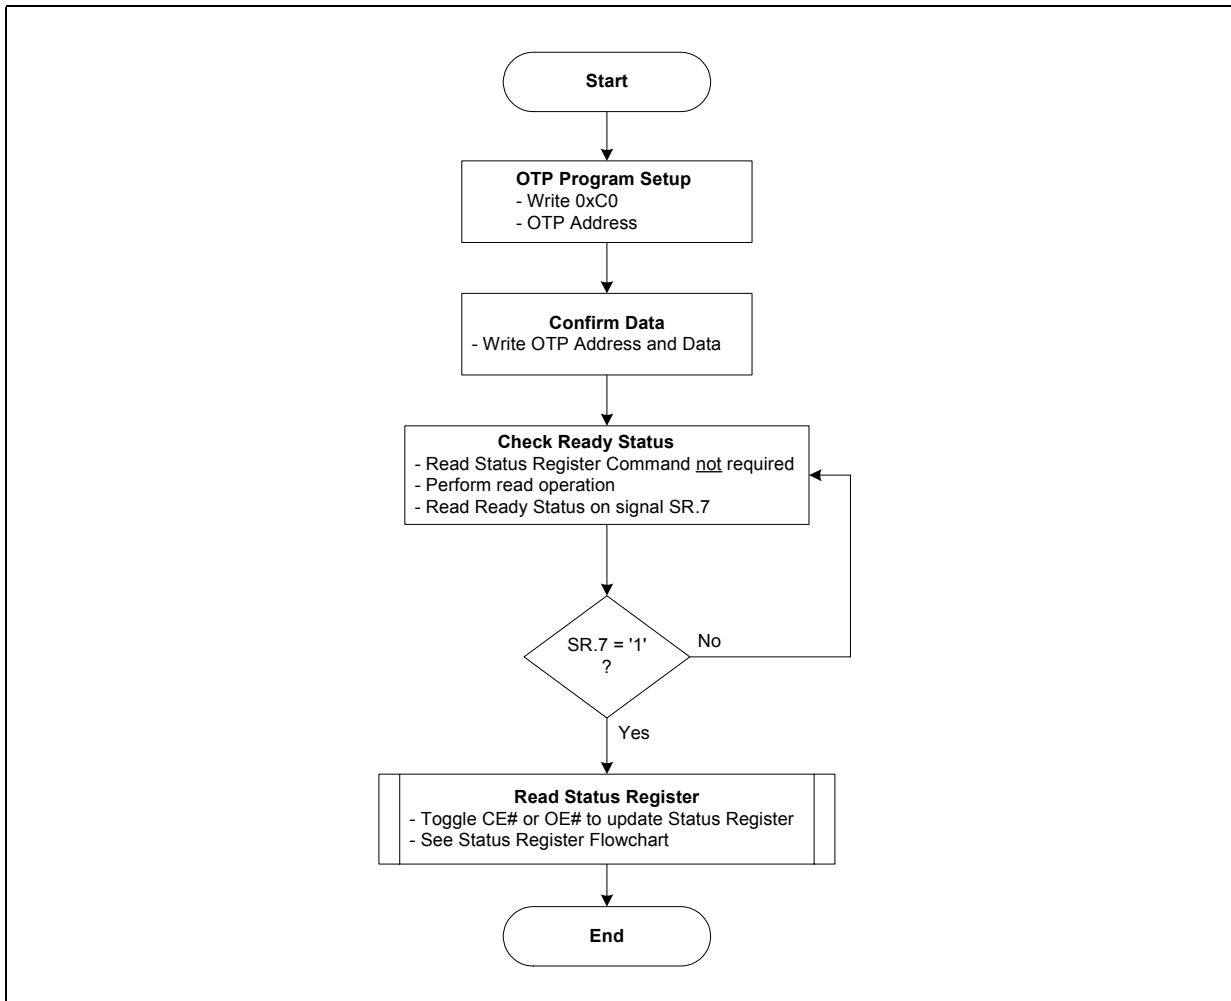 Start
OTP Program Setup
- Write 0xC0
- OTP Address
Confirm Data
- Write OTP Address and Data
Check Ready Status
- Read Status Register Command not required
- Perform read operation
- Read Ready Status on signal SR.7
SR.7 = '1'
?
No
Yes
Read Status Register
- Toggle CE# or OE# to update Status Register
- See Status Register Flowchart
End